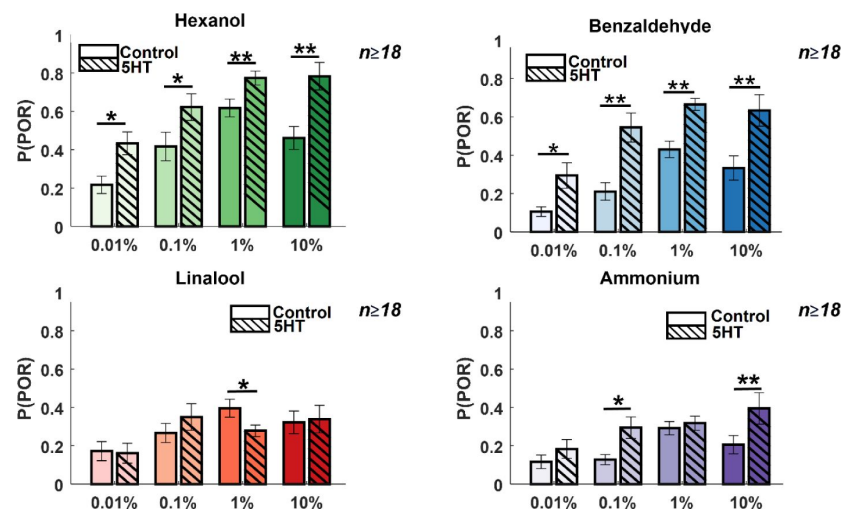 Hexanol
1
Control
5HT
n≥18
0.8
0.6
0.4
0.2
0
P(POR)
*
*
**
**
0.01%
0.1%
1%
10%
Benzaldehyde
1
Control
5HT
n≥18
0.8
0.6
0.4
0.2
0
P(POR)
*
**
**
**
0.01%
0.1%
1%
10%
Linalool
1
Control
5HT
n≥18
0.8
0.6
0.4
0.2
0
P(POR)
*
0.01%
0.1%
1%
10%
Ammonium
1
Control
5HT
n≥18
0.8
0.6
0.4
0.2
0
P(POR)
*
**
0.01%
0.1%
1%
10%